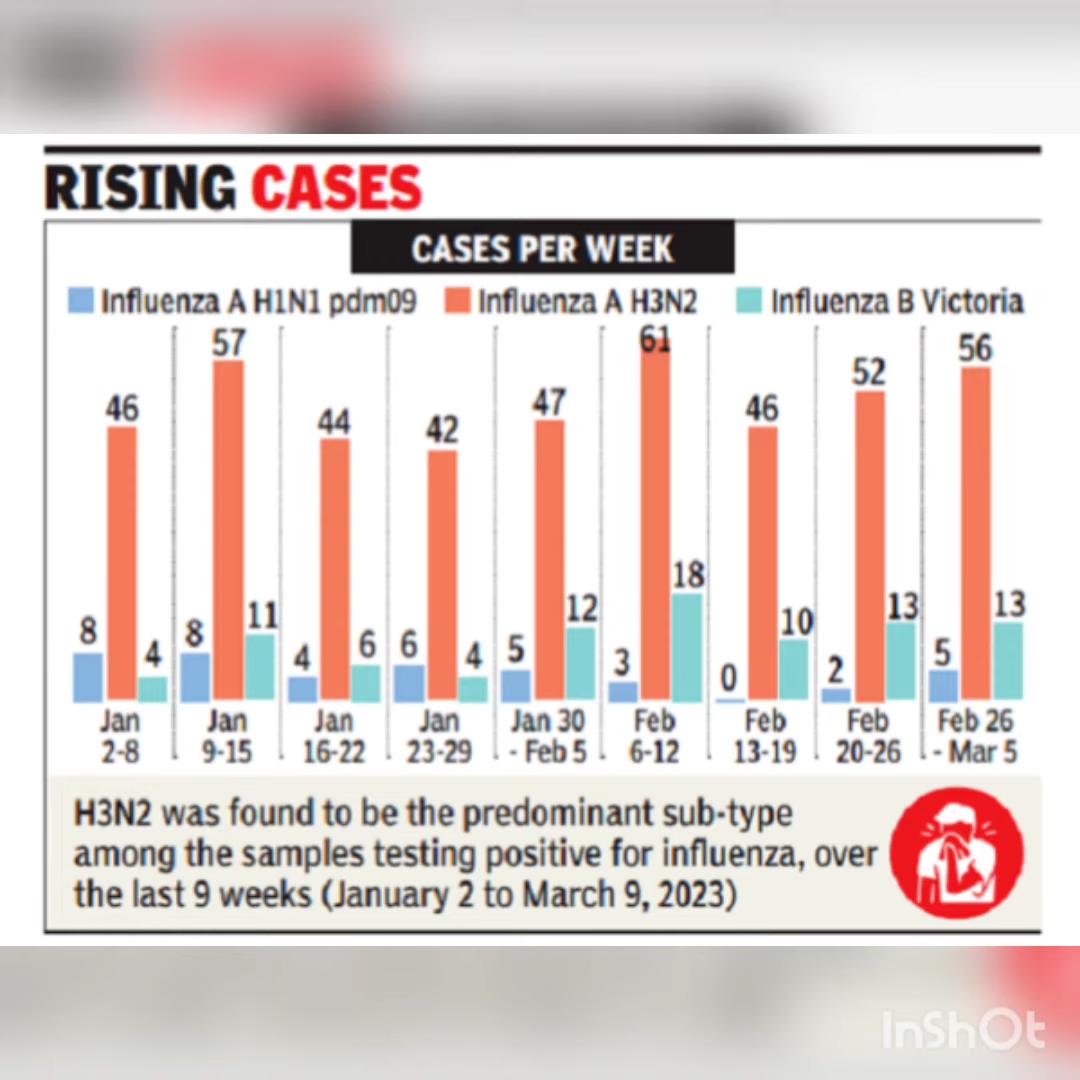 RISING CASES
CASES PER WEEK
Influenza A H1N1 pdm09 Influenza A H3N2 Influenza B Victoria
8 46 4
8 57 11
4 44 6
6 42 4
5 47 12
3 61 18
0 46 10
2 52 13
5 56 13
Jan
2-8
Jan
9-15
Jan
16-22
Jan
23-29
Jan 30
- Feb 5
Feb
6-12
Feb
13-19
Feb
20-26
Feb 26
- Mar 5
H3N2 was found to be the predominant sub-type
among the samples testing positive for influenza, over
the last 9 weeks (January 2 to March 9, 2023)
InShOt